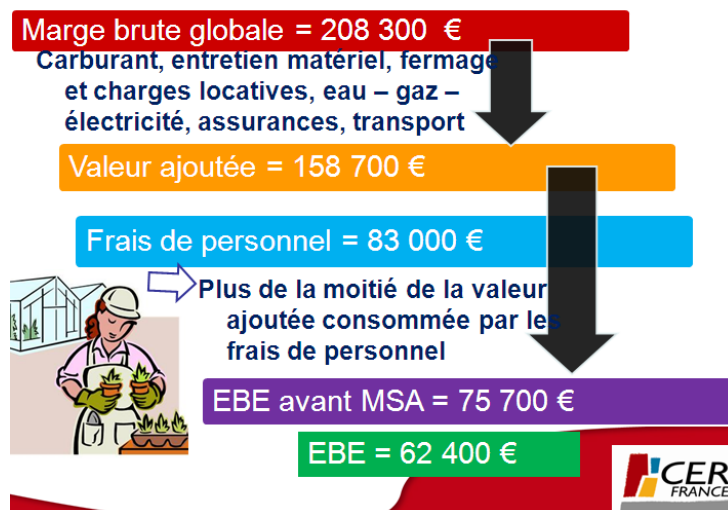 Marge brute globale = 208 300 €
Carburant, entretien matériel, fermage
et charges locatives, eau – gaz –
électricité, assurances, transport
Valeur ajoutée = 158 700 €
Frais de personnel = 83 000 €
Plus de la moitié de la valeur
ajoutée consommée par les
frais de personnel
EBE avant MSA = 75 700 €
EBE = 62 400 €
CER
FRANCE